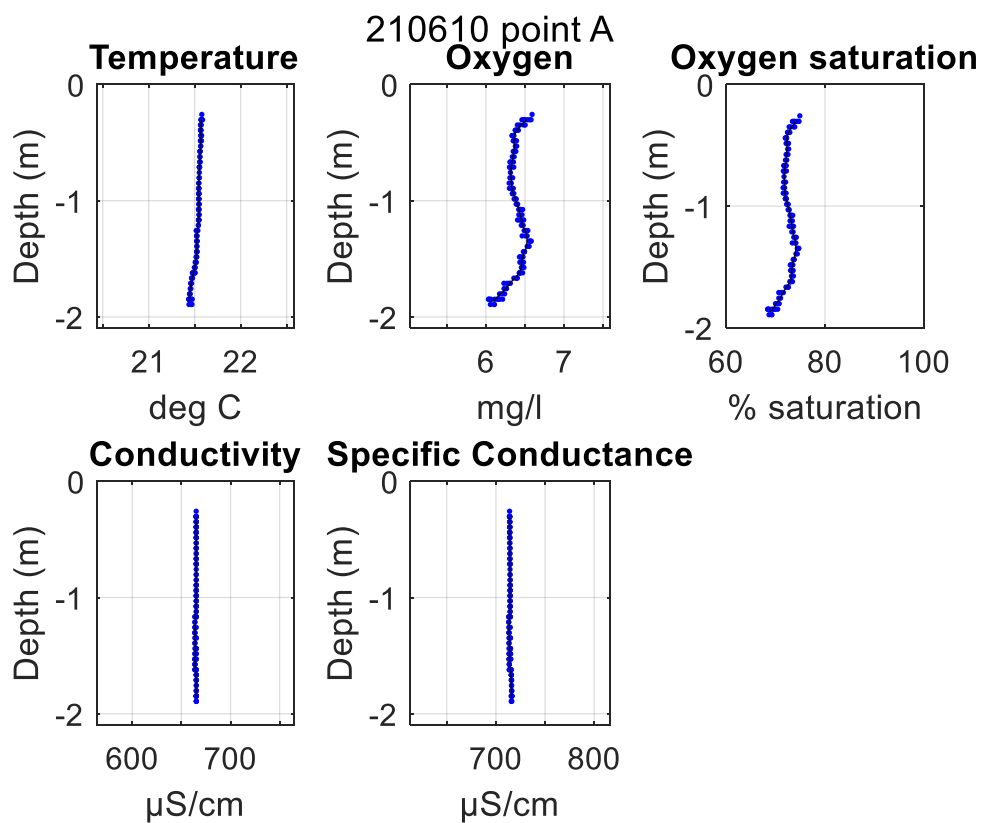 210610 point A
Temperature
0
-1
-2
Depth (m)
21 22
deg C
Oxygen
0
-1
-2
Depth (m)
6 7
mg/l
Oxygen saturation
0
-1
-2
Depth (m)
60 80 100
% saturation
Conductivity
0
-1
-2
Depth (m)
600 700
µS/cm
Specific Conductance
0
-1
-2
Depth (m)
700 800
µS/cm